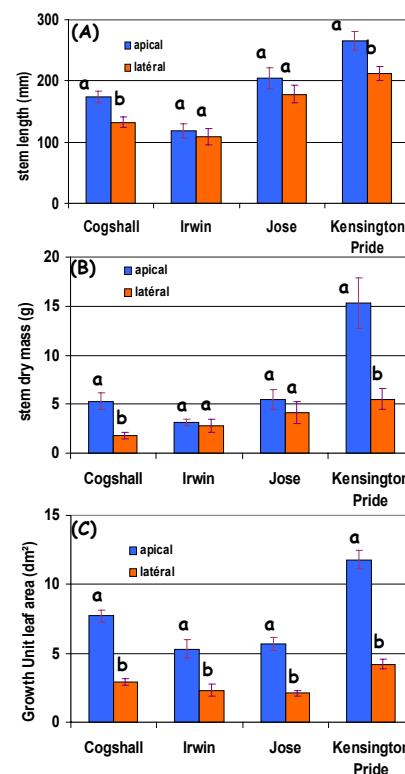 (A)
stem length (mm)
300
200
100
0
apical
latéral
a b
a a
a a
a b
Cogshall Irwin Jose Kensington
Pride
(B)
stem dry mass (g)
20
15
10
5
0
apical
latéral
a b
a a
a a
a b
Cogshall Irwin Jose Kensington
Pride
(C)
Growth Unit leaf area (dm²)
15
10
5
0
apical
latéral
a b
a b
a b
a b
Cogshall Irwin Jose Kensington
Pride